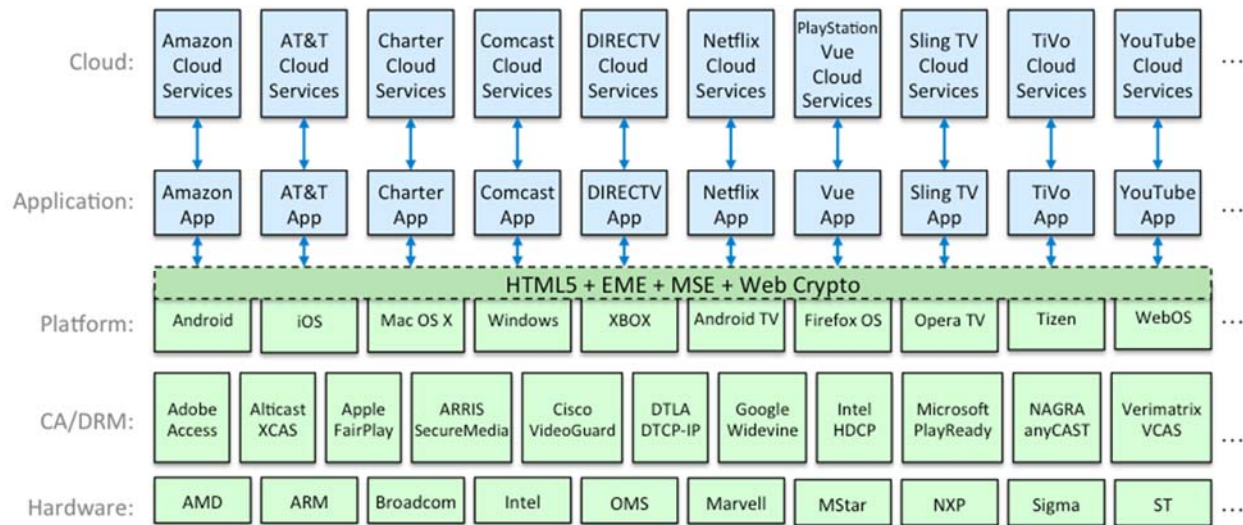 Cloud:
Amazon
Cloud
Services
AT&T
Cloud
Services
Charter
Cloud
Services
Comcast
Cloud
Services
DIRECTV
Cloud
Services
Netflix
Cloud
Services
PlayStation
Vue
Cloud
Services
Sling TV
Cloud
Services
TiVo
Cloud
Services
YouTube
Cloud
Services
...
Application:
Amazon
App
AT&T
App
Charter
App
Comcast
App
DIRECTV
App
Netflix
App
Vue
App
Sling TV
App
TiVo
App
YouTube
App
...
HTML5 + EME + MSE + Web Crypto
Platform:
Android
iOS
Mac OS X
Windows
XBOX
Android TV
Firefox OS
Opera TV
Tizen
WebOS
...
CA/DRM:
Adobe
Access
Alticast
XCAS
Apple
FairPlay
ARRIS
SecureMedia
Cisco
VideoGuard
DTLA
DTCP-IP
Google
Widevine
Intel
HDCP
Microsoft
PlayReady
NAGRA
anyCAST
Verimatrix
VCAS
...
Hardware:
AMD
ARM
Broadcom
Intel
OMS
Marvell
MStar
NXP
Sigma
ST
...